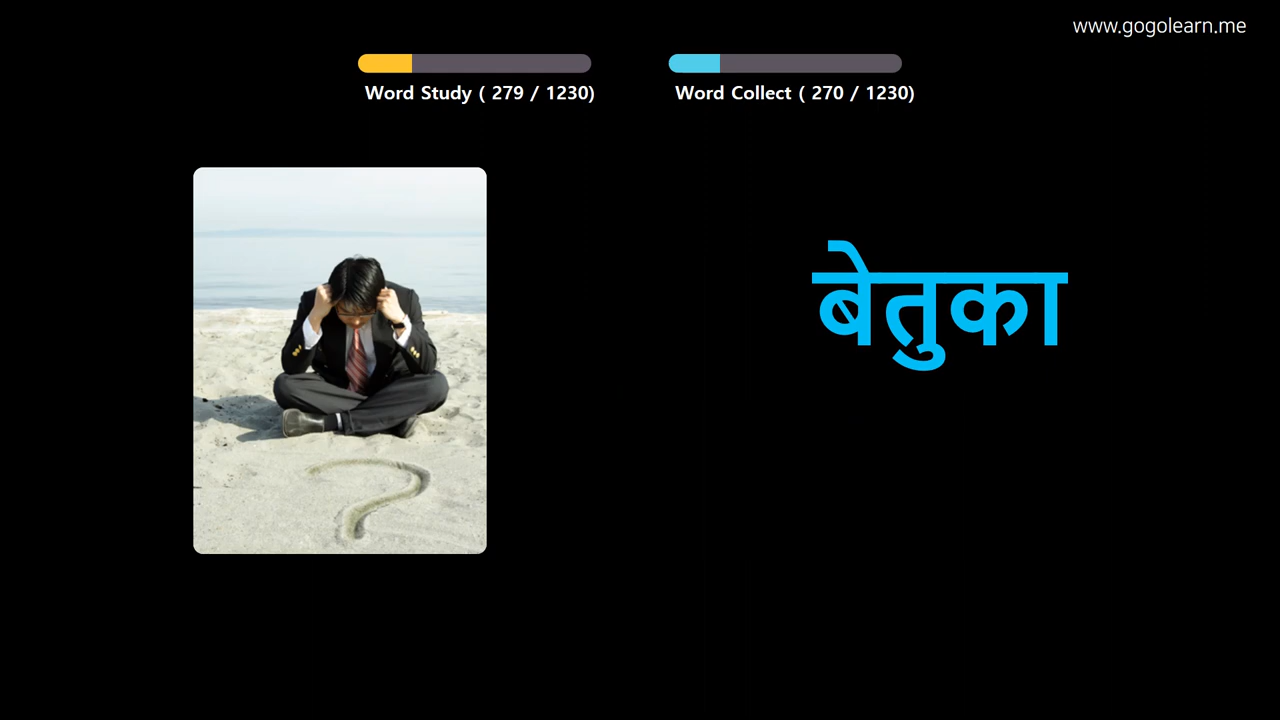 www.gogolearn.me
Word Study ( 279 / 1230)
Word Collect ( 270 / 1230)
बेतुका
?